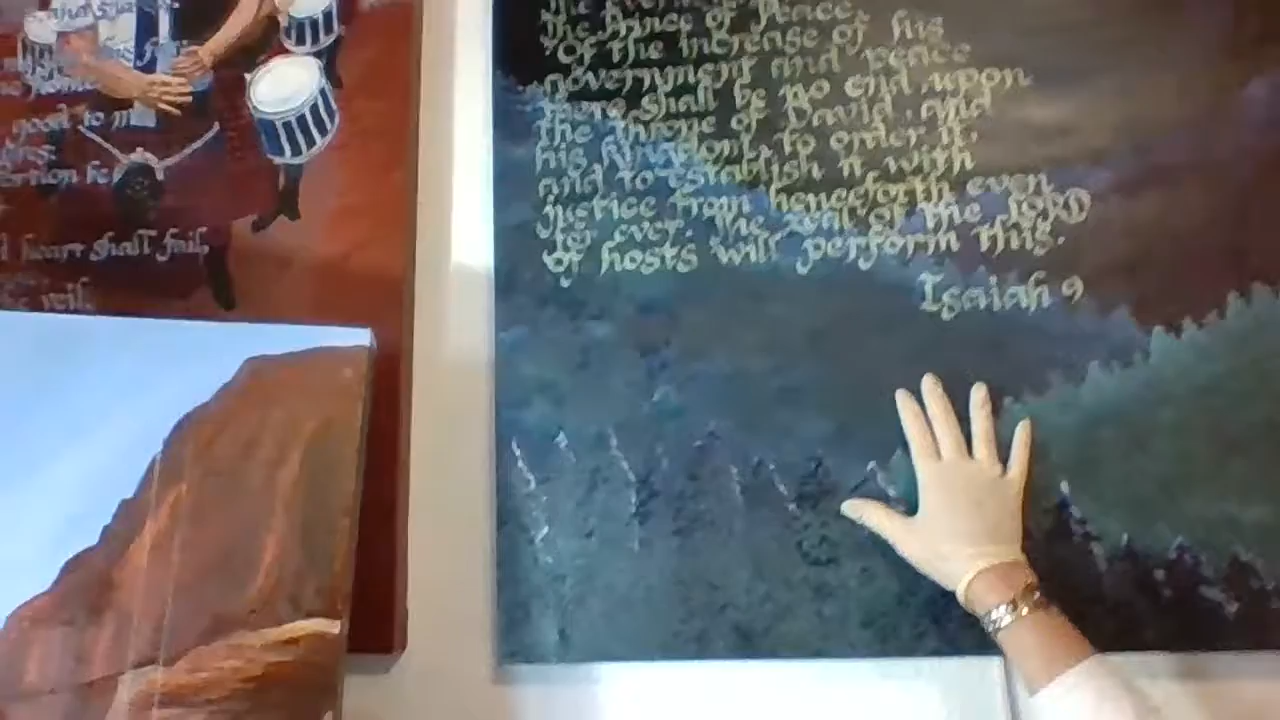 and
good to m
heart shall fail,
veil.
The Prince of Peace.
Of the increase of his
government and peace
there shall be no end, upon
the throne of David and
his kingdom, to order it,
and to establish it with
justice from henceforth even
for ever. The zeal of the LORD
of hosts will perform this.
Isaiah 9